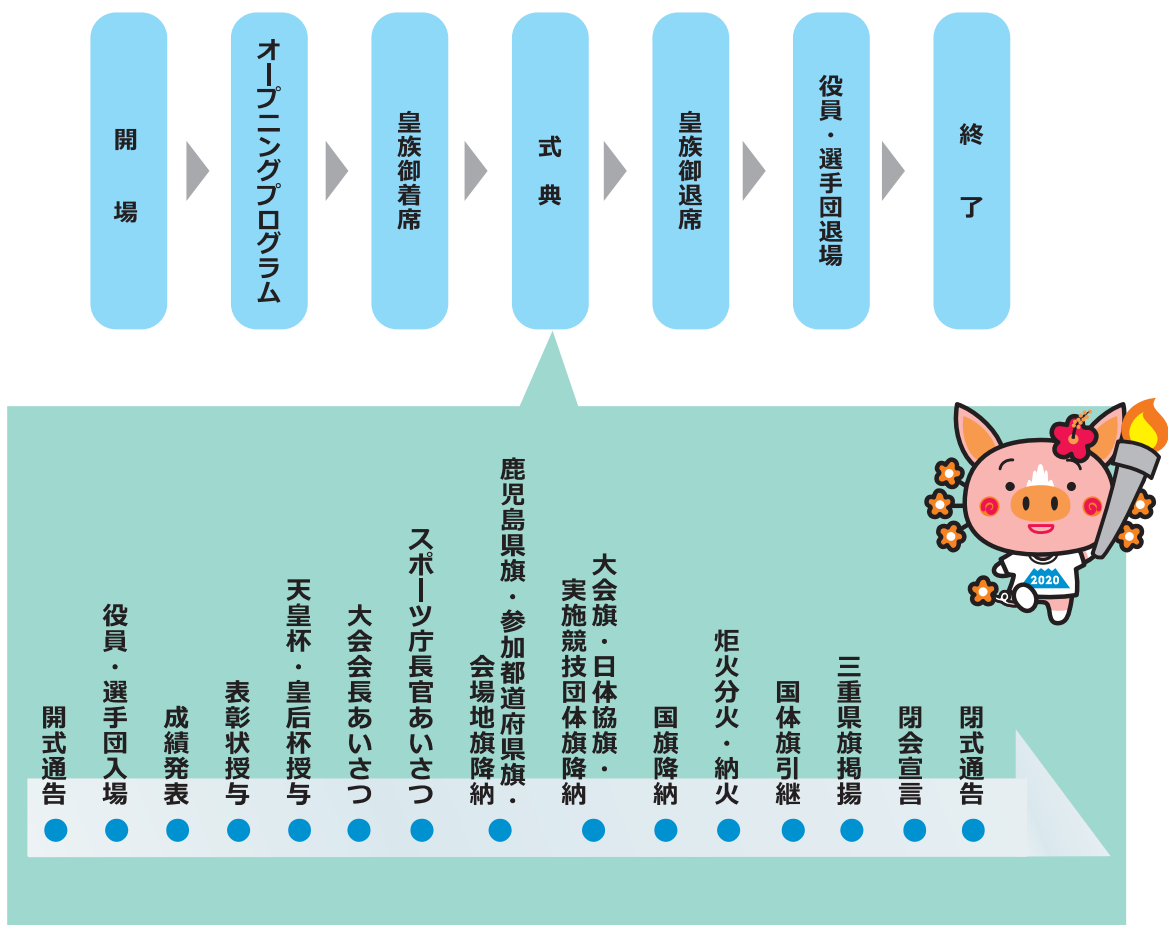 開場
オープニングプログラム
皇族御着席
式典
皇族御退席
役員・選手団退場
終了
開式通告
役員・選手団入場
成績発表
表彰状授与
天皇杯・皇后杯授与
大会会長あいさつ
スポーツ庁長官あいさつ
鹿児島県旗・参加都道府県旗・
会場地旗降納
大会旗・日体協旗・
実施競技団体旗降納
国旗降納
炬火分火・納火
国体旗引継
三重県旗掲揚
閉会宣言
閉式通告
2020